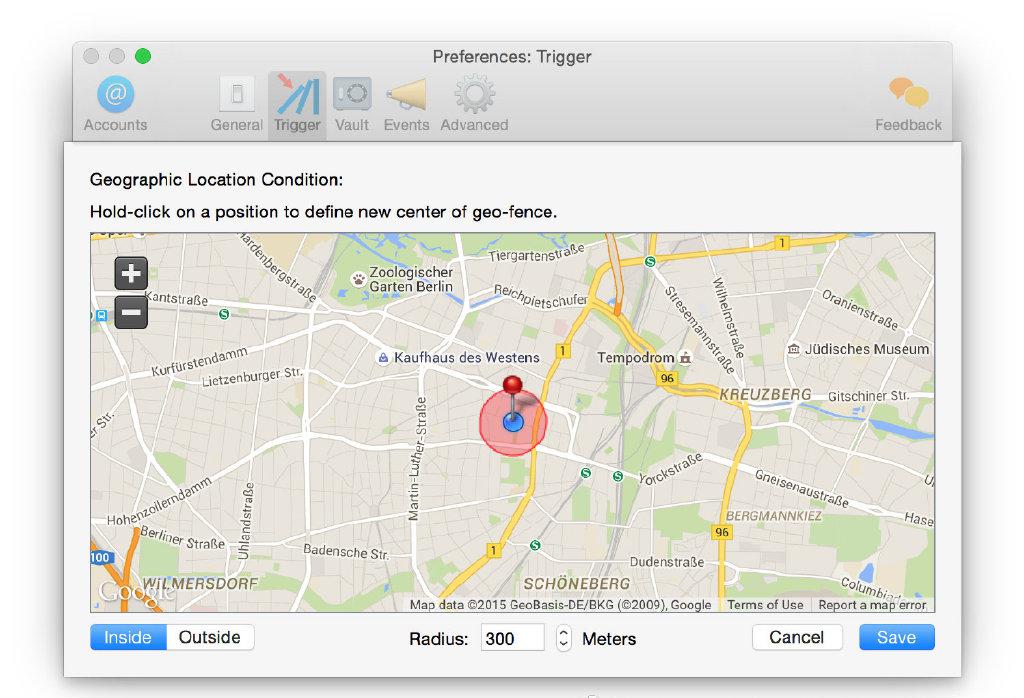 Preferences: Trigger
@
Accounts
General
Trigger
Vault
Events
Advanced
Feedback
Geographic Location Condition:
Hold-click on a position to define new center of geo-fence.
+
−
Tiergartenstraße
1
S
Zoologischer
Garten Berlin
Kantstraße
S
Reichpietschufer
Stresemannstraße
Wilhelmstraße
Oranienstraße
Kurfürstendamm
Lietzenburger Str.
Kaufhaus des Westens
1
Tempodrom
Jüdisches Museum
96
KREUZBERG
Gitschiner Str.
Martin-Luther-Straße
S
S
Yorckstraße
Gneisenaustraße
Hohenzollerndamm
Uhlandstraße
BERGMANNKIEZ
Hase
Berliner Straße
96
Badensche Str.
1
S
Dudenstraße
100
WILMERSDORF
SCHÖNEBERG
Google
Map data ©2015 GeoBasis-DE/BKG (©2009), Google
Terms of Use
Report a map error
Inside
Outside
Radius:
300
Meters
Cancel
Save